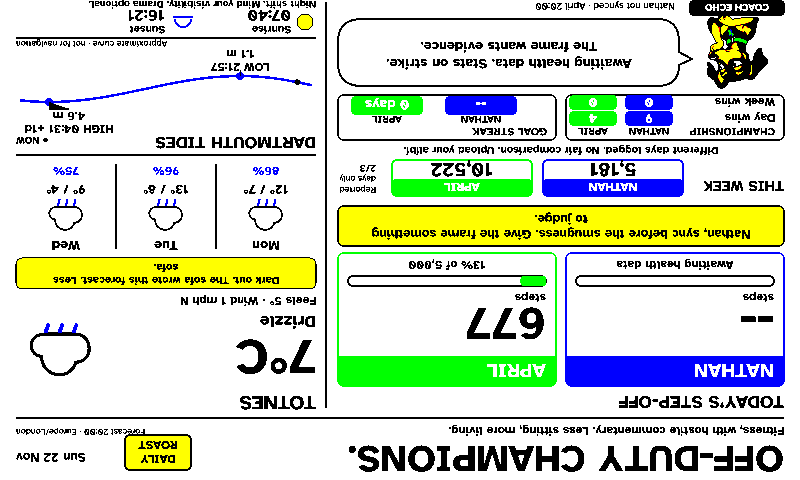 OFF-DUTY CHAMPIONS.
Fitness, with hostile commentary. Less sitting, more living.
DAILY
ROAST
Sun 22 Nov
Forecast 20:00 · Europe/London
TODAY'S STEP-OFF
NATHAN
--
steps
Awaiting health data
APRIL
677
steps
13% of 5,000
Nathan, sync before the smugness. Give the frame something
to judge.
THIS WEEK
NATHAN
5,181
APRIL
10,522
Reported
days only
2/3
Different days logged. No fair comparison. Upload your alibi.
CHAMPIONSHIP
NATHAN
APRIL
Day wins
9
4
Week wins
0
0
GOAL STREAK
NATHAN
--
APRIL
0 days
COACH ECHO
Awaiting health data. Stats on strike.
The frame wants evidence.
Nathan not synced · April 20:00
TOTNES
7°C
Drizzle
Feels 5° · Wind 1 mph N
Dark out. The sofa wrote this forecast. Less
sofa.
Mon
12° / 7°
86%
Tue
13° / 8°
96%
Wed
9° / 4°
75%
DARTMOUTH TIDES
• NOW
HIGH 04:31 +1d
4.6 m
LOW 21:57
1.1 m
Approximate curve · not for navigation
Sunrise
07:40
Sunset
16:21
Night shift. Mind your visibility. Drama.